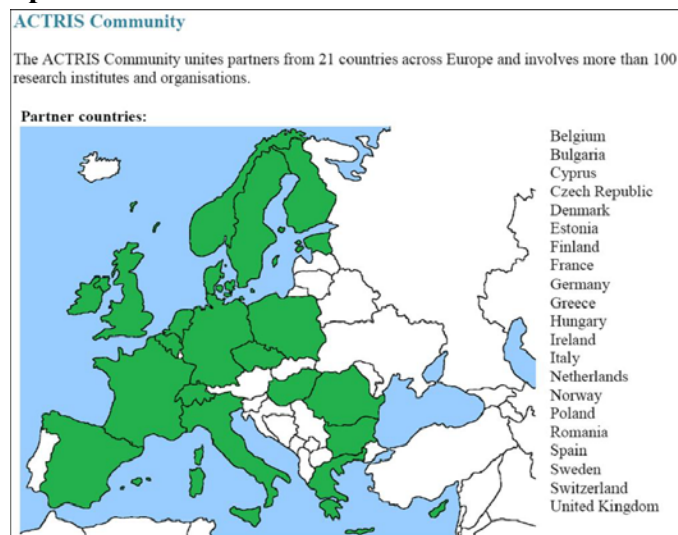 ACTRIS Community
The ACTRIS Community unites partners from 21 countries across Europe and involves more than 100
research institutes and organisations.
Partner countries:
Belgium
Bulgaria
Cyprus
Czech Republic
Denmark
Estonia
Finland
France
Germany
Greece
Hungary
Ireland
Italy
Netherlands
Norway
Poland
Romania
Spain
Sweden
Switzerland
United Kingdom